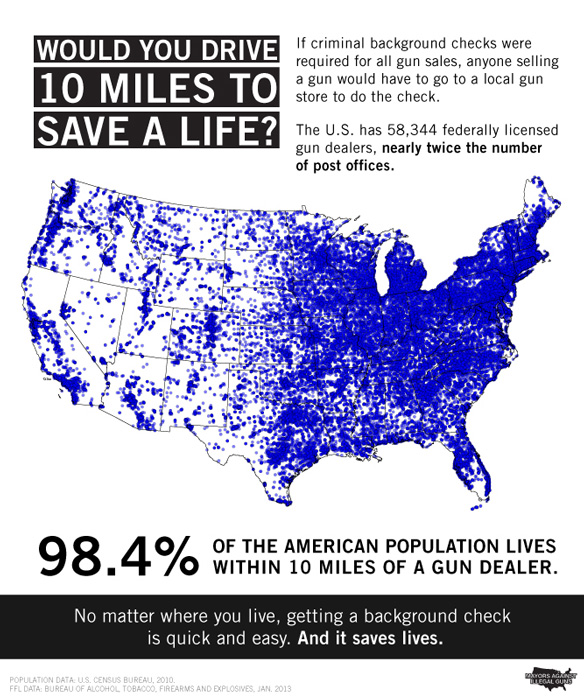 WOULD YOU DRIVE
10 MILES TO
SAVE A LIFE?
If criminal background checks were
required for all gun sales, anyone selling
a gun would have to go to a local gun
store to do the check.
The U.S. has 58,344 federally licensed
gun dealers, nearly twice the number
of post offices.
98.4%
OF THE AMERICAN POPULATION LIVES
WITHIN 10 MILES OF A GUN DEALER.
No matter where you live, getting a background check
is quick and easy. And it saves lives.
POPULATION DATA: U.S. CENSUS BUREAU, 2010.
FFL DATA: BUREAU OF ALCOHOL, TOBACCO, FIREARMS AND EXPLOSIVES, JAN. 2013
MAYORS AGAINST
ILLEGAL GUNS